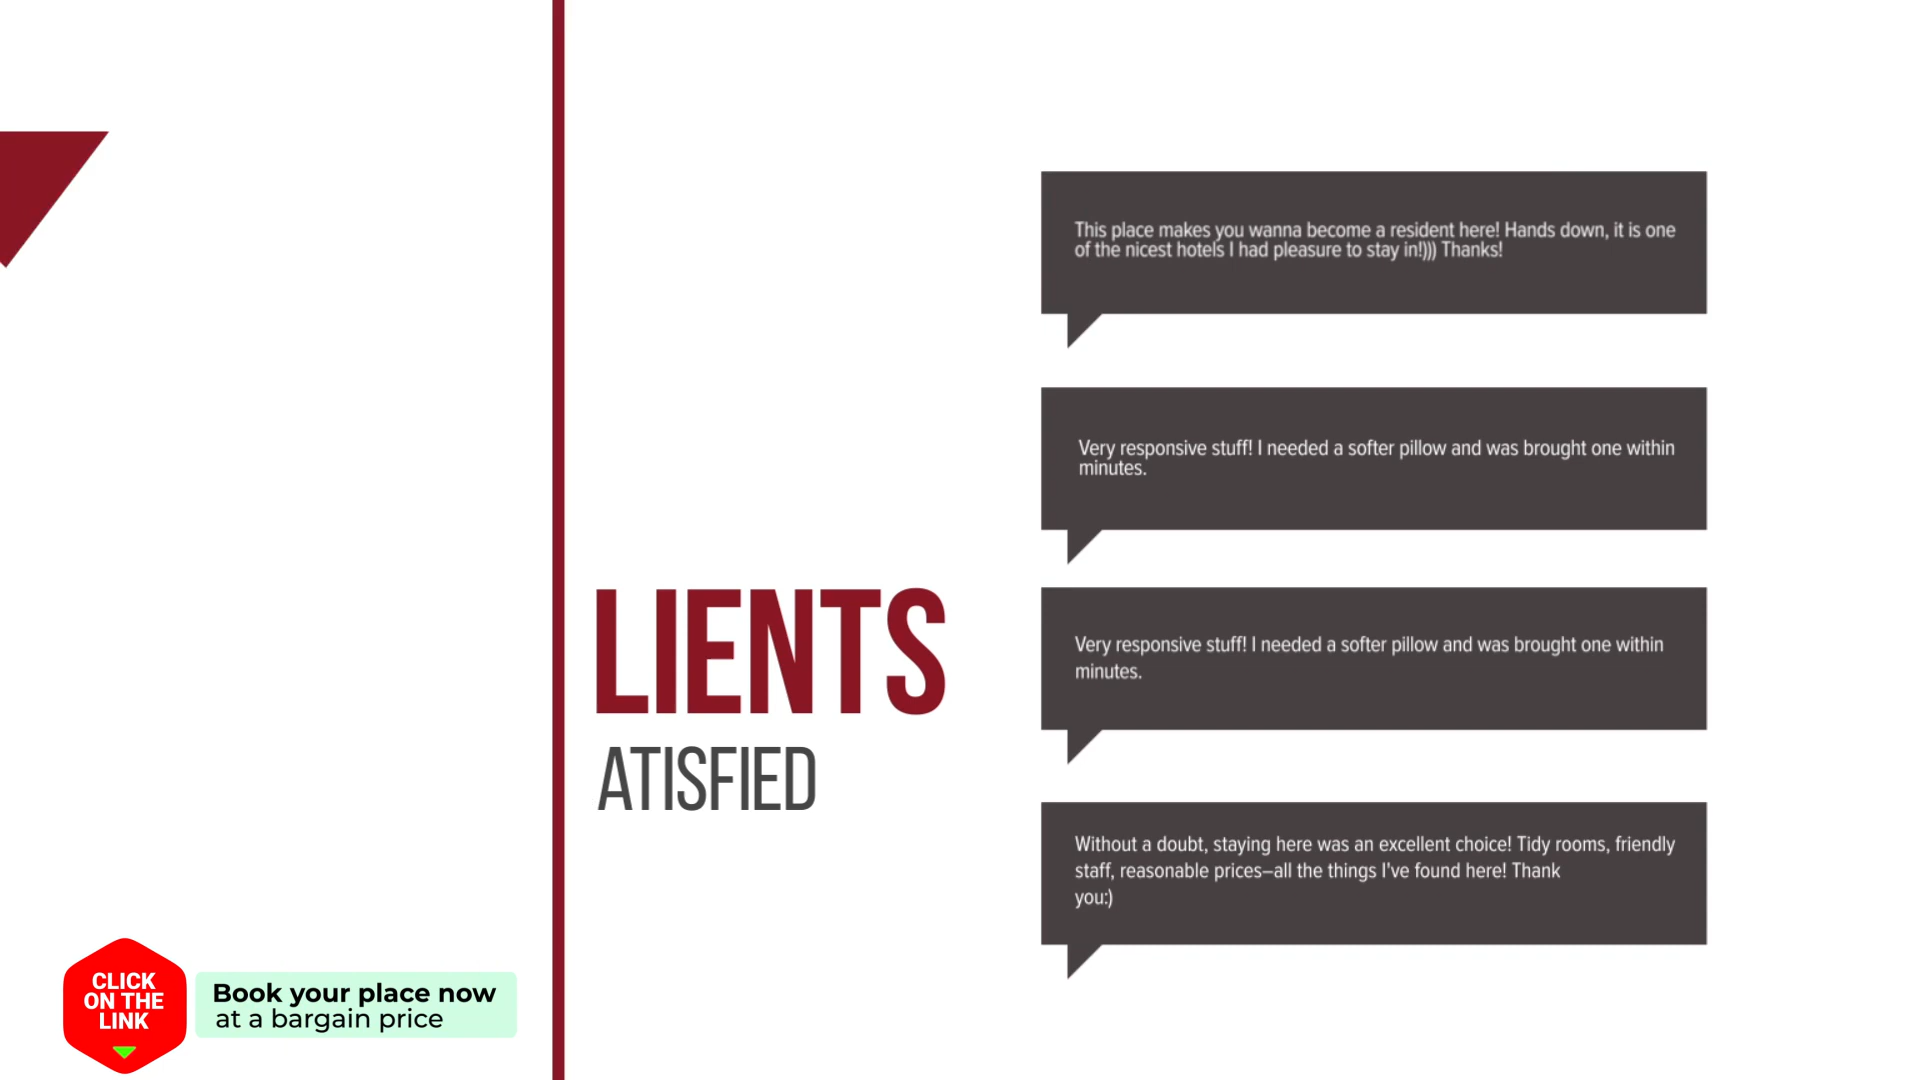 LIENTS
ATISFIED
This place makes you wanna become a resident here! Hands down, it is one
of the nicest hotels I had pleasure to stay in!))) Thanks!
Very responsive stuff! I needed a softer pillow and was brought one within
minutes.
Very responsive stuff! I needed a softer pillow and was brought one within
minutes.
Without a doubt, staying here was an excellent choice! Tidy rooms, friendly
staff, reasonable prices–all the things I've found here! Thank
you:)
CLICK
ON THE
LINK
Book your place now
at a bargain price